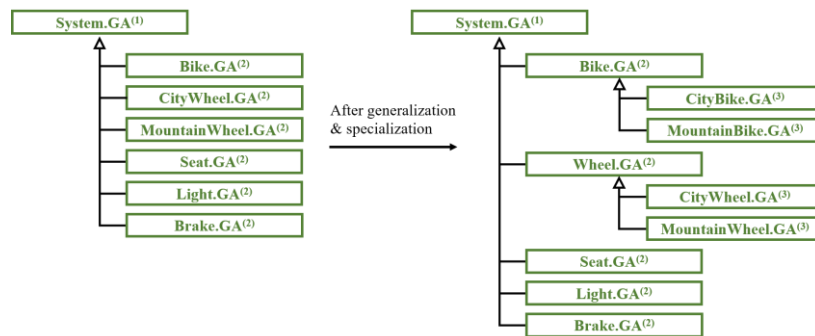 System.GA⁽¹⁾
Bike.GA⁽²⁾
CityWheel.GA⁽²⁾
MountainWheel.GA⁽²⁾
Seat.GA⁽²⁾
Light.GA⁽²⁾
Brake.GA⁽²⁾
After generalization
& specialization
System.GA⁽¹⁾
Bike.GA⁽²⁾
CityBike.GA⁽³⁾
MountainBike.GA⁽³⁾
Wheel.GA⁽²⁾
CityWheel.GA⁽³⁾
MountainWheel.GA⁽³⁾
Seat.GA⁽²⁾
Light.GA⁽²⁾
Brake.GA⁽²⁾